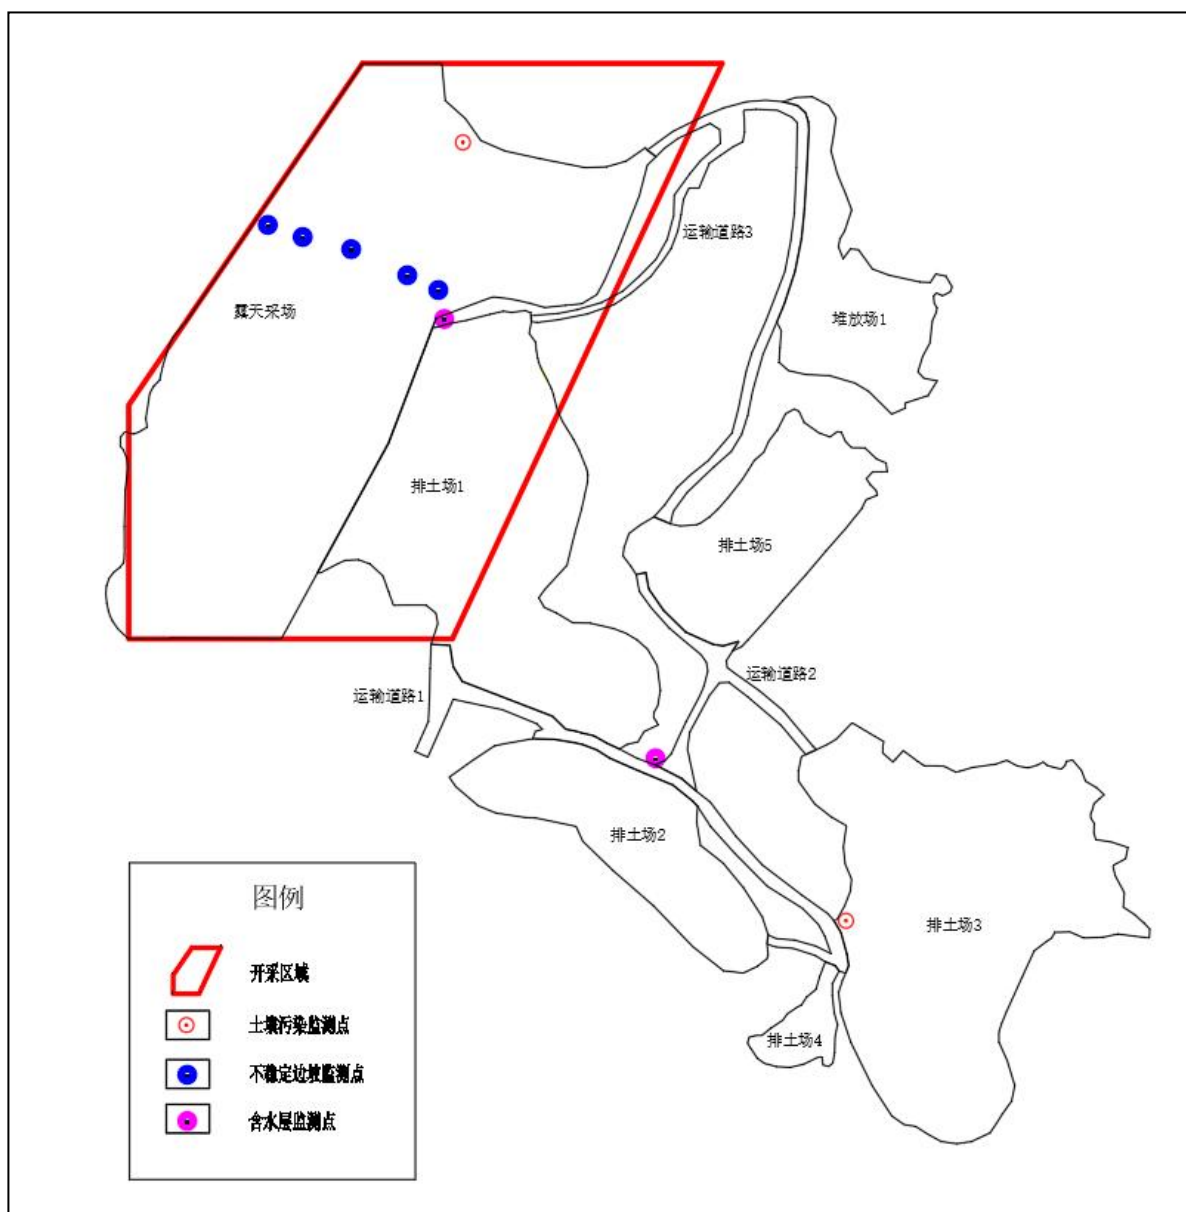 运输道路3
露天采场
堆放场1
排土场1
排土场5
运输道路2
运输道路1
排土场2
排土场3
排土场4
图例
开采区域
土壤污染监测点
不稳定边坡监测点
含水层监测点